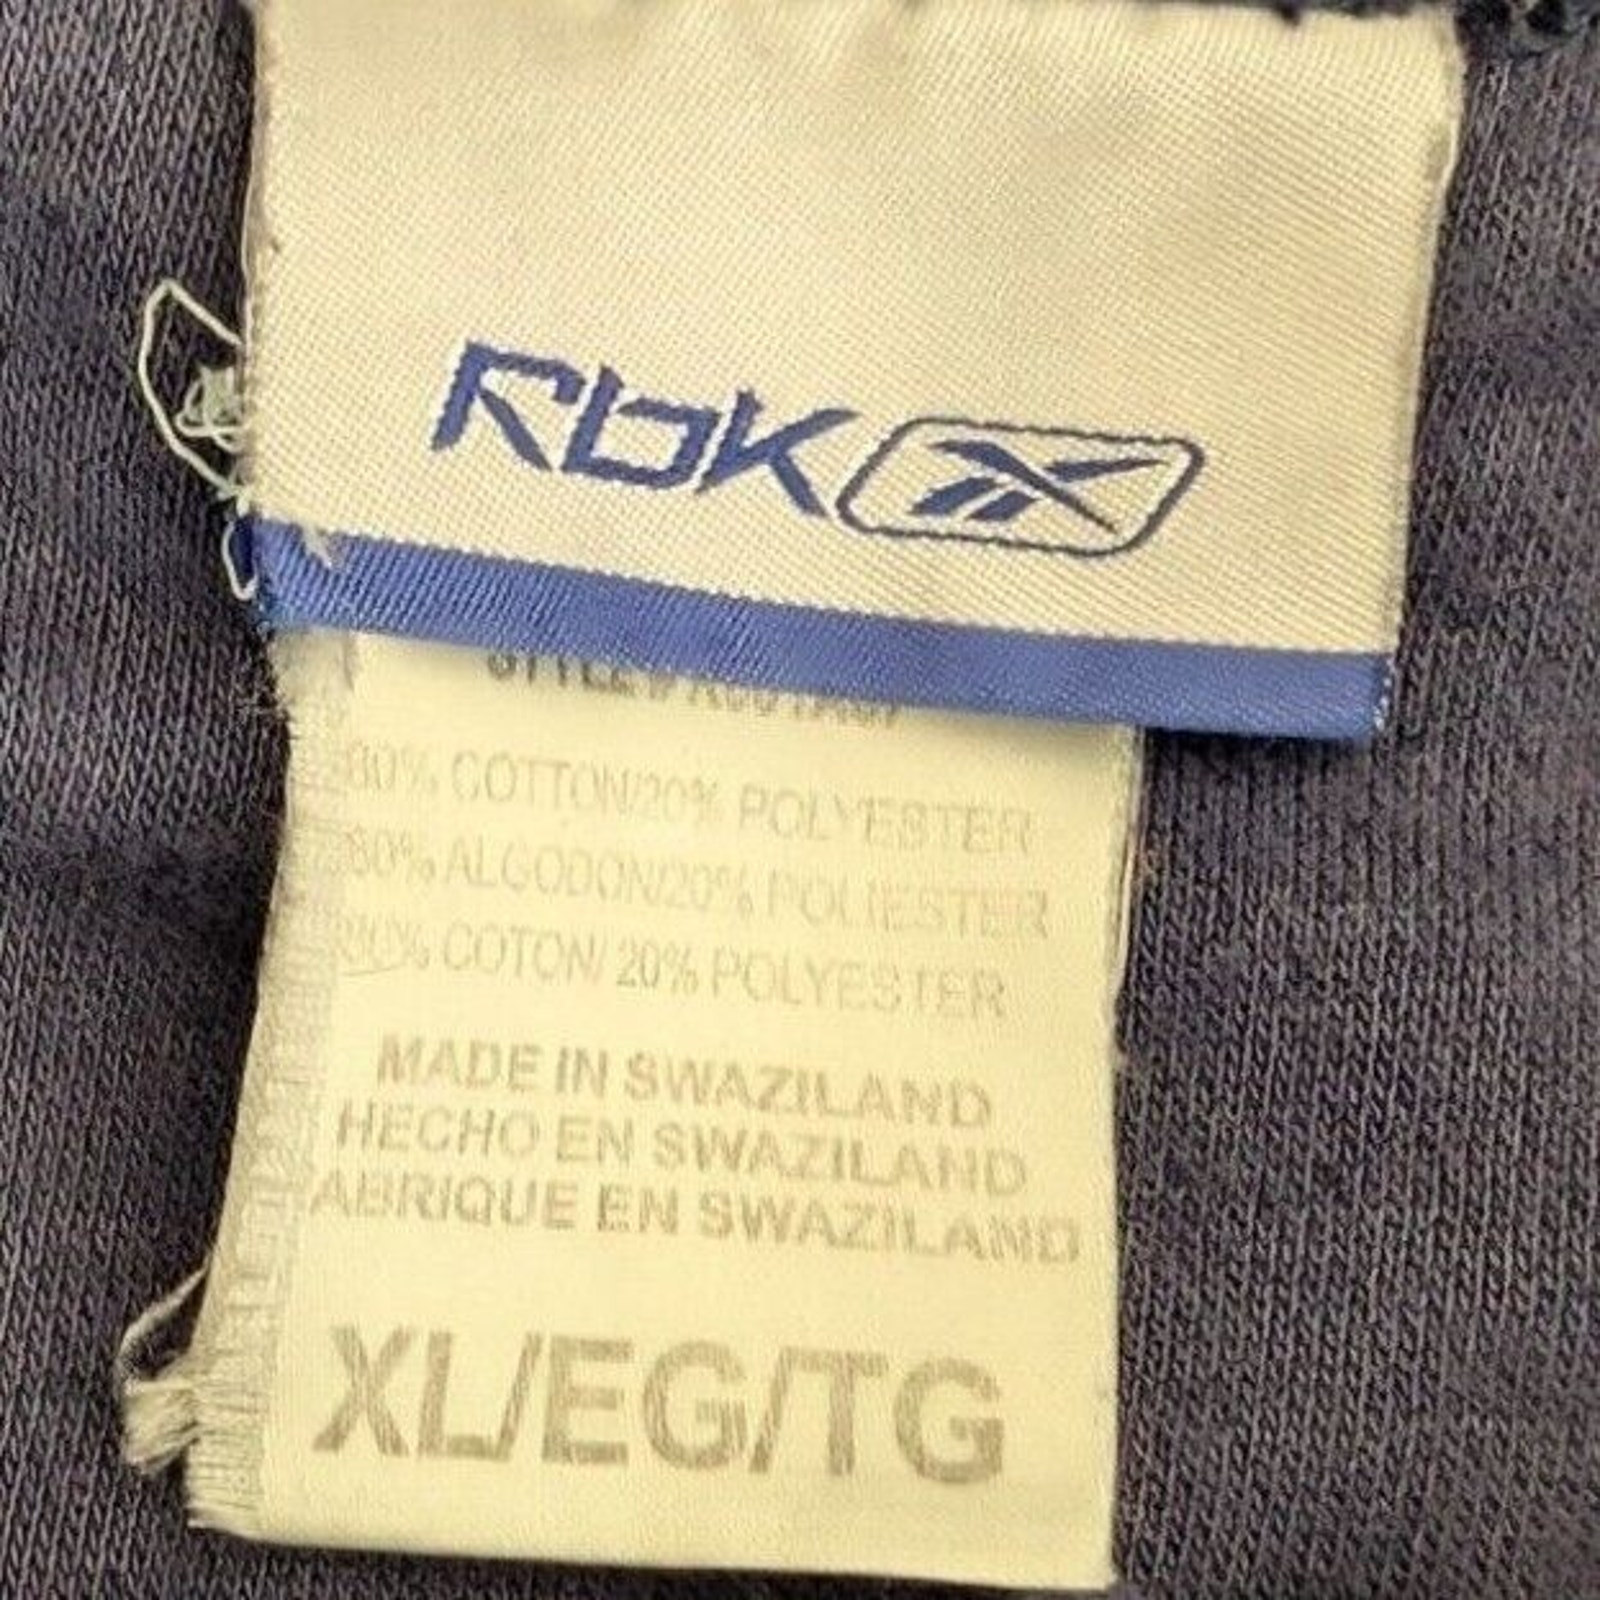 Rbk
80% COTTON/20% POLYESTER
80% ALGODON/20% POLIESTER
80% COTON/ 20% POLYESTER
MADE IN SWAZILAND
HECHO EN SWAZILAND
ABRIQUE EN SWAZILAND
XL/EG/TG